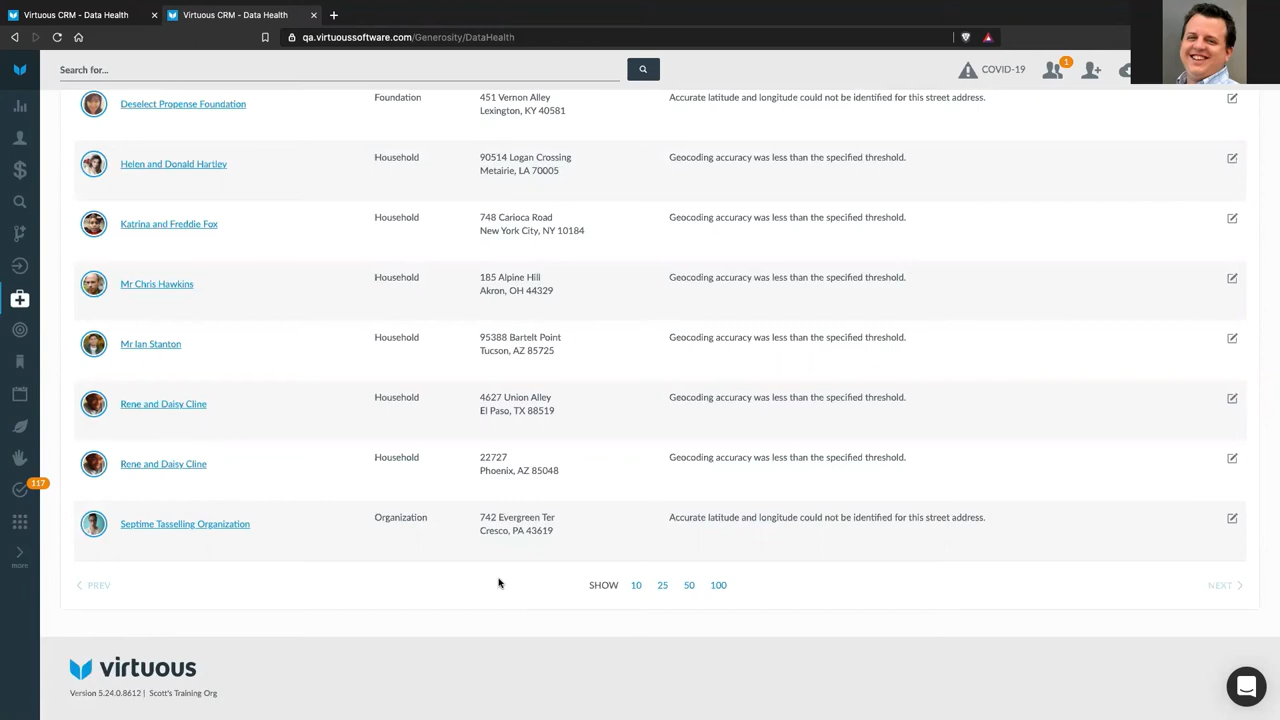 Virtuous CRM - Data Health
Virtuous CRM - Data Health
qa.virtuoussoftware.com/Generosity/DataHealth
Search for...
COVID-19
1
Deselect Propense Foundation
Foundation
451 Vernon Alley
Lexington, KY 40581
Accurate latitude and longitude could not be identified for this street address.
Helen and Donald Hartley
Household
90514 Logan Crossing
Metairie, LA 70005
Geocoding accuracy was less than the specified threshold.
Katrina and Freddie Fox
Household
748 Carioca Road
New York City, NY 10184
Geocoding accuracy was less than the specified threshold.
Mr Chris Hawkins
Household
185 Alpine Hill
Akron, OH 44329
Geocoding accuracy was less than the specified threshold.
Mr Ian Stanton
Household
95388 Bartelt Point
Tucson, AZ 85725
Geocoding accuracy was less than the specified threshold.
Rene and Daisy Cline
Household
4627 Union Alley
El Paso, TX 88519
Geocoding accuracy was less than the specified threshold.
Rene and Daisy Cline
Household
22727
Phoenix, AZ 85048
Geocoding accuracy was less than the specified threshold.
117
Septime Tasselling Organization
Organization
742 Evergreen Ter
Cresco, PA 43619
Accurate latitude and longitude could not be identified for this street address.
more
PREV
SHOW 10 25 50 100
NEXT
virtuous
Version 5.24.0.8612 | Scott's Training Org